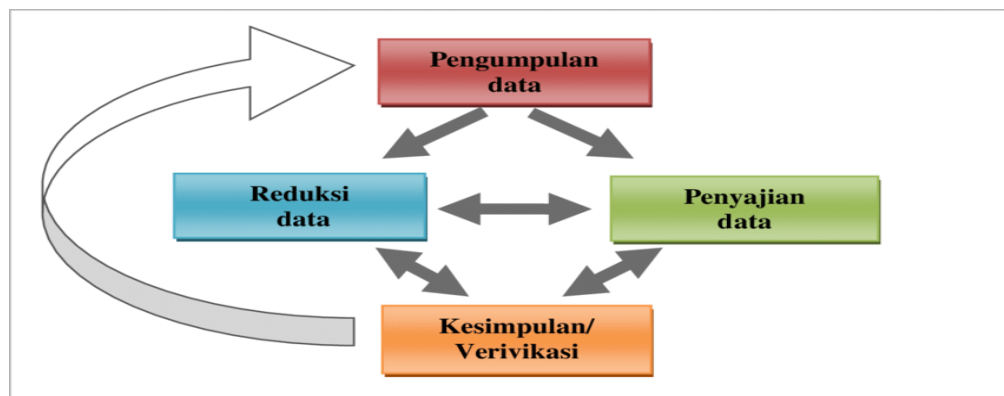 Pengumpulan
data
Reduksi
data
Penyajian
data
Kesimpulan/
Verivikasi